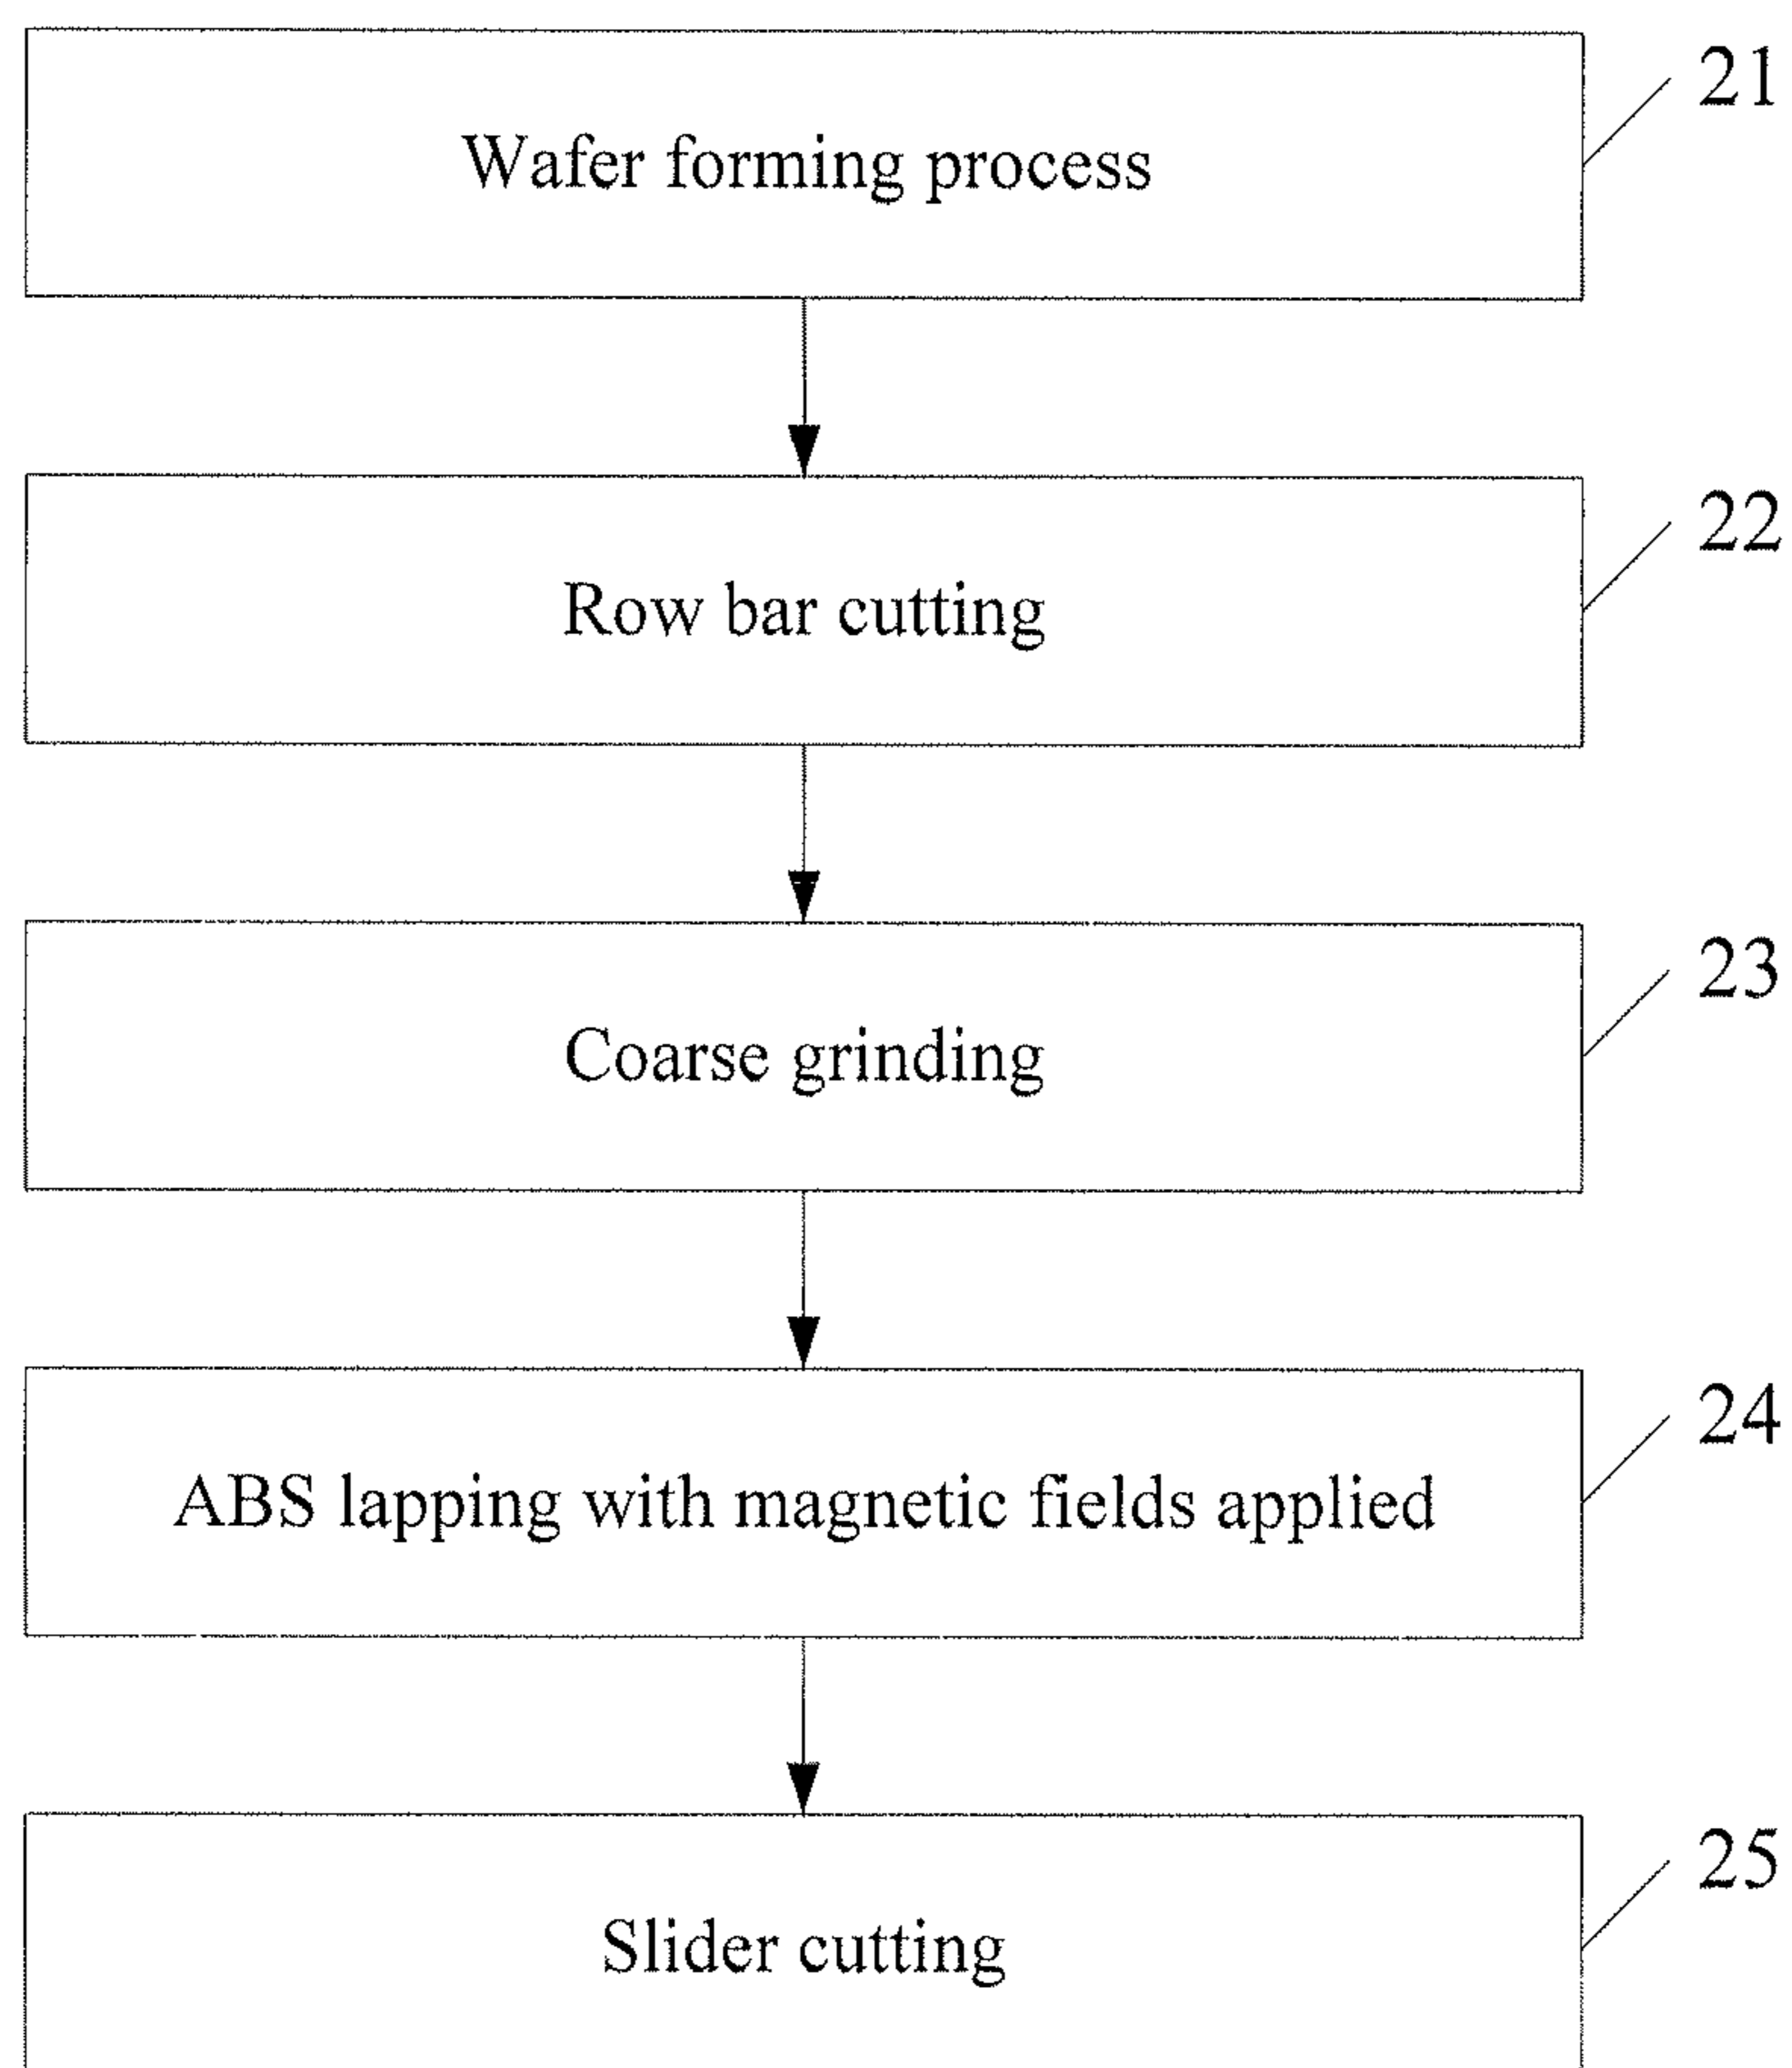 21
Wafer forming process
22
Row bar cutting
23
Coarse grinding
24
ABS lapping with magnetic fields applied
25
Slider cutting